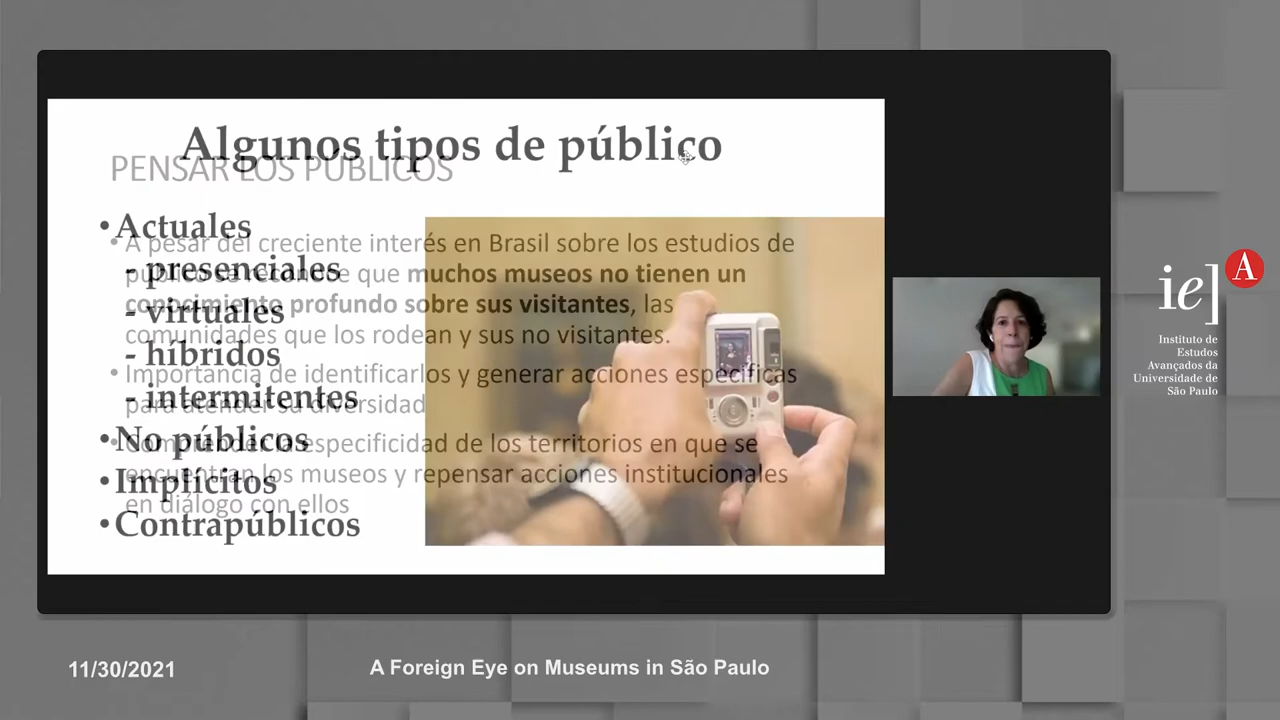 Algunos tipos de público
• Actuales
- presenciales
- virtuales
- híbridos
- intermitentes
• No públicos
• Implícitos
• Contrapúblicos
PENSAR LOS PÚBLICOS
• A pesar del creciente interés en Brasil sobre los estudios de
que muchos museos no tienen un
conocimiento profundo sobre sus visitantes, las
comunidades que los rodean y sus no visitantes.
• Importancia de identificarlos y generar acciones específicas
para atender su diversidad
especificidad de los territorios en que se
encuentran los museos y repensar acciones institucionales
en diálogo con ellos
ie] A
Instituto de
Estudos
Avançados da
Universidade de
São Paulo
11/30/2021
A Foreign Eye on Museums in São Paulo